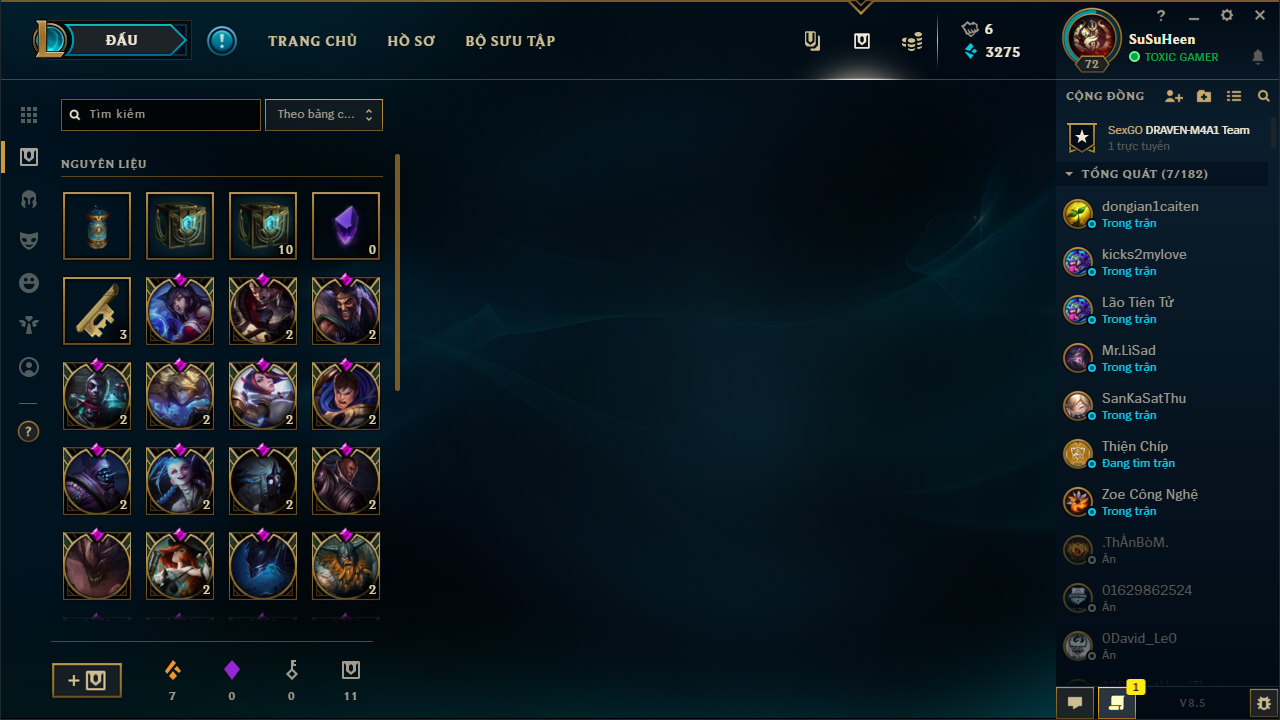 ĐẤU
!
TRANG CHỦ
HỒ SƠ
BỘ SƯU TẬP
6
3275
?
72
SuSuHeen
TOXIC GAMER
Tìm kiếm
Theo bảng c...
NGUYÊN LIỆU
10
0
3
2
2
2
2
2
2
2
2
2
2
2
2
?
7
0
0
11
CỘNG ĐỒNG
SexGO DRAVEN-M4A1 Team
1 trực tuyến
TỔNG QUÁT (7/182)
dongian1caiten
Trong trận
kicks2mylove
Trong trận
Lão Tiên Tử
Trong trận
Mr.LìSad
Trong trận
SanKaSatThu
Trong trận
Thiện Chíp
Đang tìm trận
Zoe Công Nghệ
Trong trận
.ThẦnBòM.
Ẩn
01629862524
Ẩn
0David_Le0
Ẩn
1
V8.5